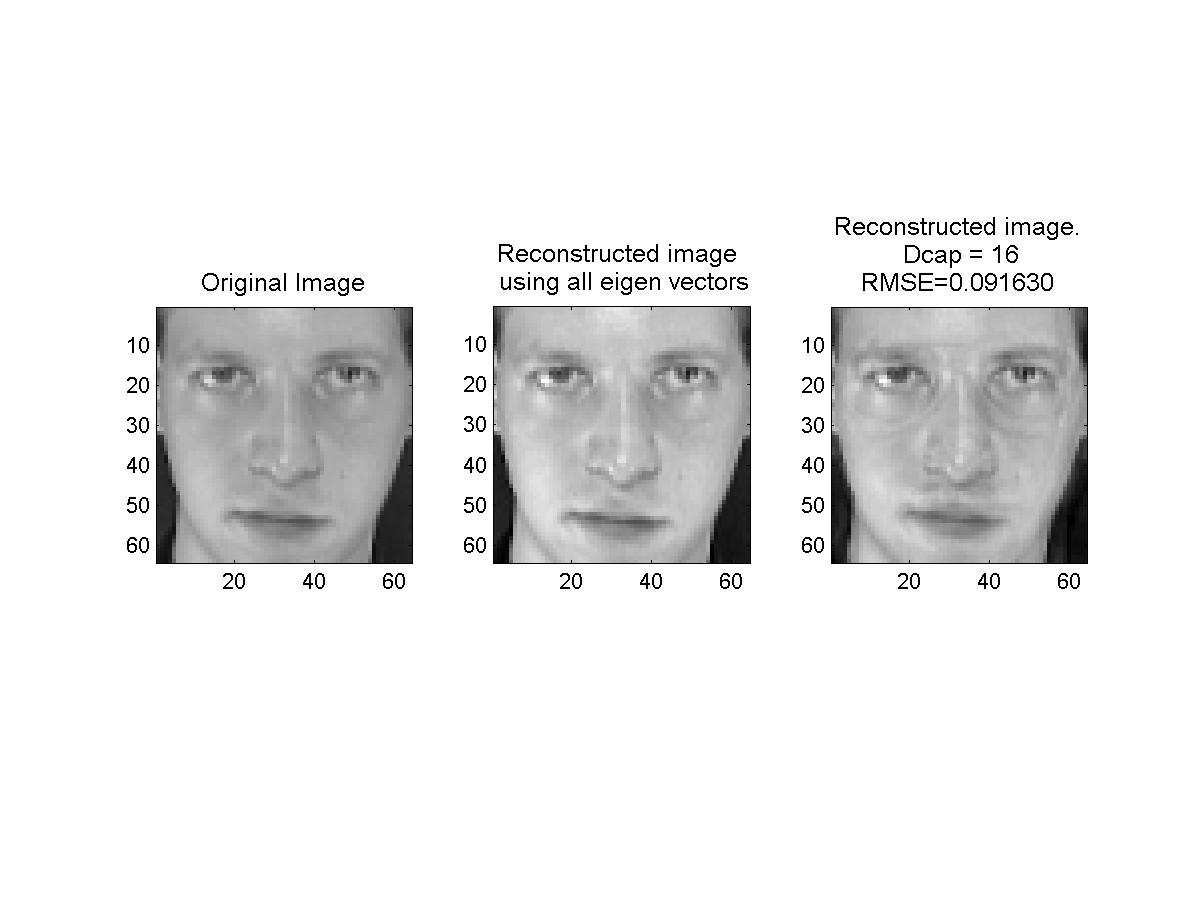 Original Image
10
20
30
40
50
60
20 40 60
Reconstructed image
using all eigen vectors
10
20
30
40
50
60
20 40 60
Reconstructed image.
Dcap = 16
RMSE=0.091630
10
20
30
40
50
60
20 40 60